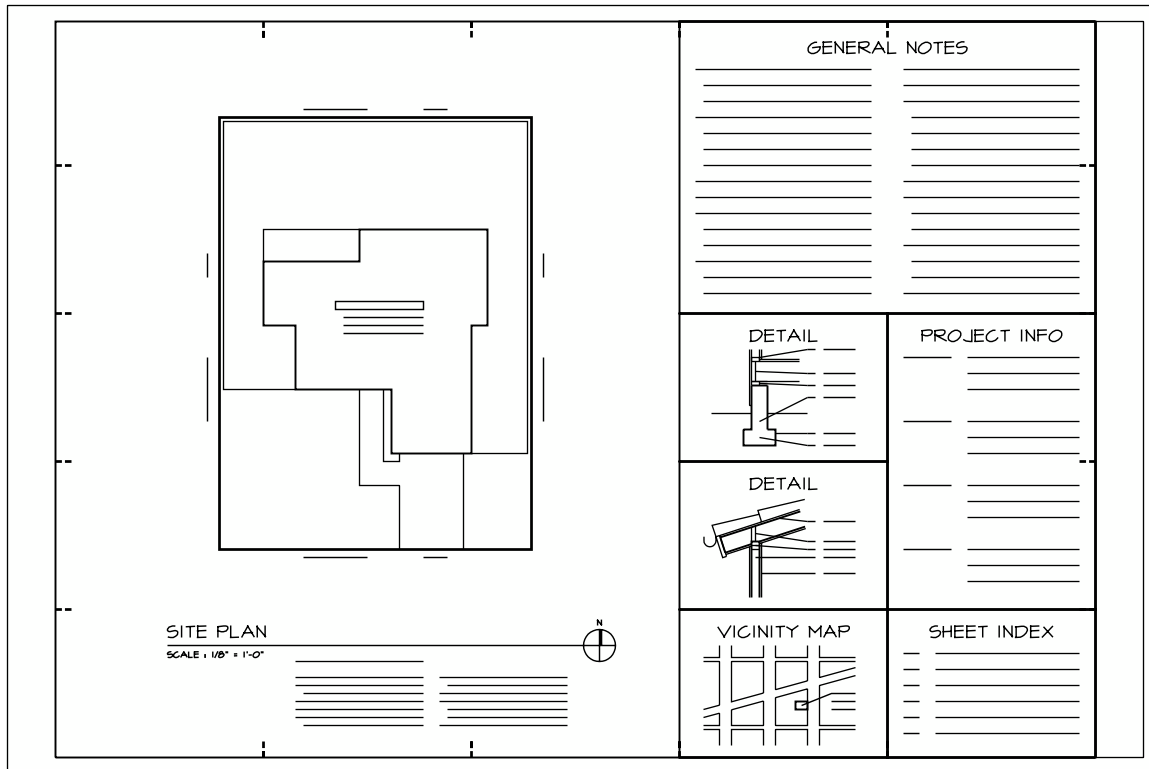 GENERAL NOTES
DETAIL
PROJECT INFO
DETAIL
N
SITE PLAN
SCALE : 1/8" = 1'-0"
VICINITY MAP
SHEET INDEX